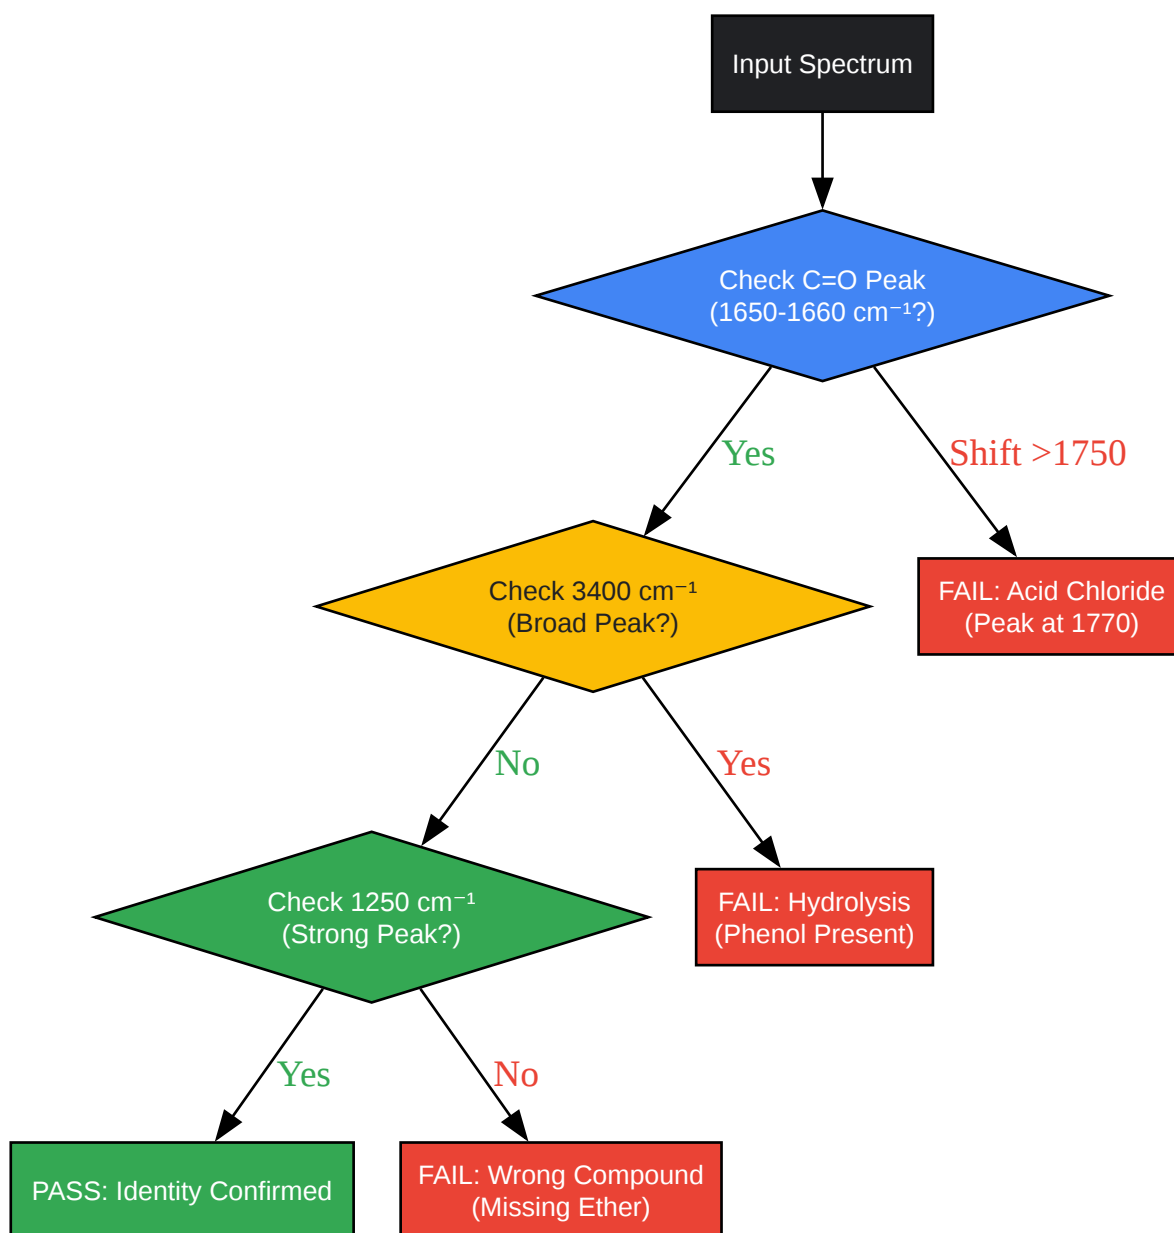 Input Spectrum
Check C=O Peak
(1650-1660 cm⁻¹?)
Yes
Shift >1750
Check 3400 cm⁻¹
(Broad Peak?)
FAIL: Acid Chloride
(Peak at 1770)
No
Yes
Check 1250 cm⁻¹
(Strong Peak?)
FAIL: Hydrolysis
(Phenol Present)
Yes
No
PASS: Identity Confirmed
FAIL: Wrong Compound
(Missing Ether)